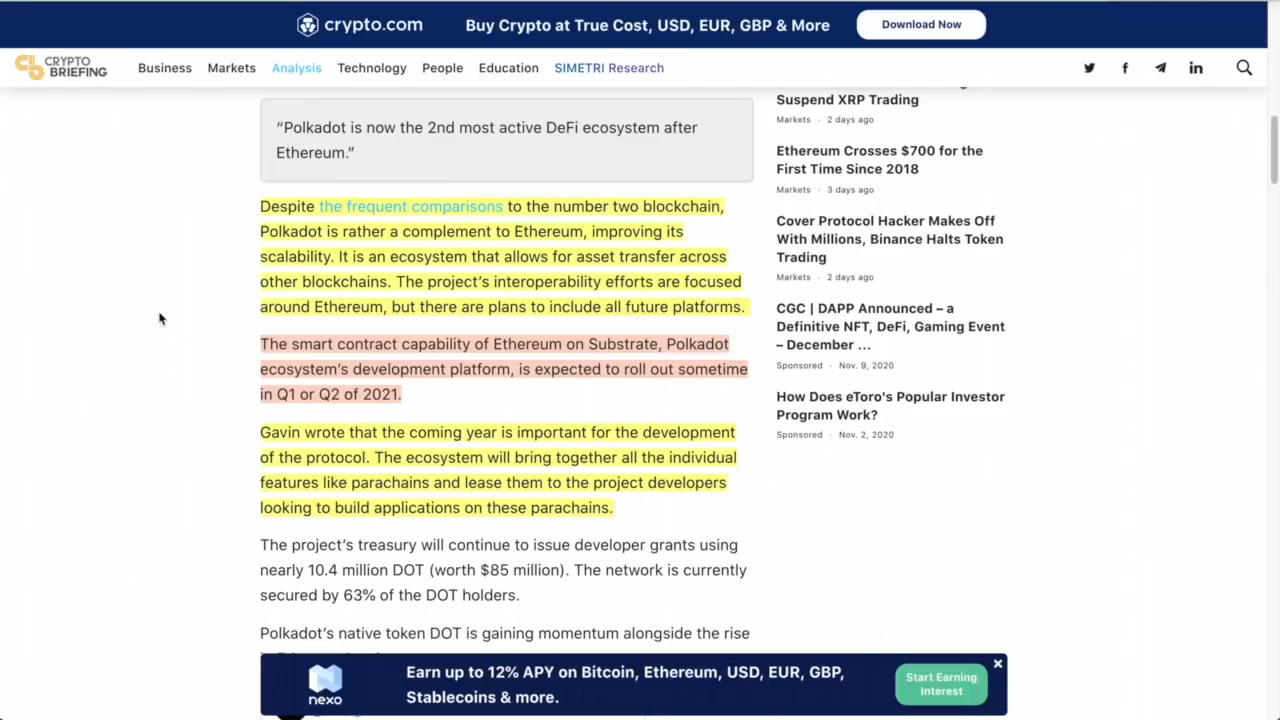 crypto.com
Buy Crypto at True Cost, USD, EUR, GBP & More
Download Now
CRYPTO
BRIEFING
Business
Markets
Analysis
Technology
People
Education
SIMETRI Research
“Polkadot is now the 2nd most active DeFi ecosystem after
Ethereum.”
Despite the frequent comparisons to the number two blockchain,
Polkadot is rather a complement to Ethereum, improving its
scalability. It is an ecosystem that allows for asset transfer across
other blockchains. The project’s interoperability efforts are focused
around Ethereum, but there are plans to include all future platforms.
The smart contract capability of Ethereum on Substrate, Polkadot
ecosystem’s development platform, is expected to roll out sometime
in Q1 or Q2 of 2021.
Gavin wrote that the coming year is important for the development
of the protocol. The ecosystem will bring together all the individual
features like parachains and lease them to the project developers
looking to build applications on these parachains.
The project’s treasury will continue to issue developer grants using
nearly 10.4 million DOT (worth $85 million). The network is currently
secured by 63% of the DOT holders.
Polkadot’s native token DOT is gaining momentum alongside the rise
Suspend XRP Trading
Markets · 2 days ago
Ethereum Crosses $700 for the
First Time Since 2018
Markets · 3 days ago
Cover Protocol Hacker Makes Off
With Millions, Binance Halts Token
Trading
Markets · 2 days ago
CGC | DAPP Announced – a
Definitive NFT, DeFi, Gaming Event
– December ...
Sponsored · Nov. 9, 2020
How Does eToro's Popular Investor
Program Work?
Sponsored · Nov. 2, 2020
nexo
Earn up to 12% APY on Bitcoin, Ethereum, USD, EUR, GBP,
Stablecoins & more.
Start Earning
Interest